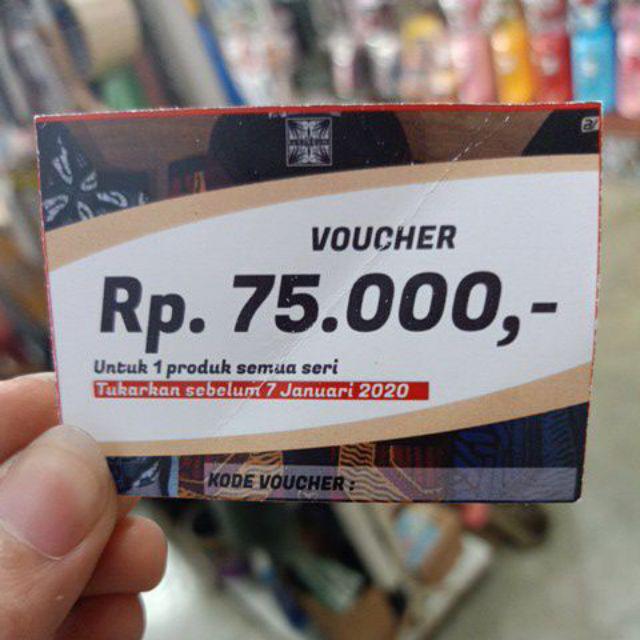 VOUCHER
Rp. 75.000,-
Untuk 1 produk semua seri
Tukarkan sebelum 7 Januari 2020
KODE VOUCHER :